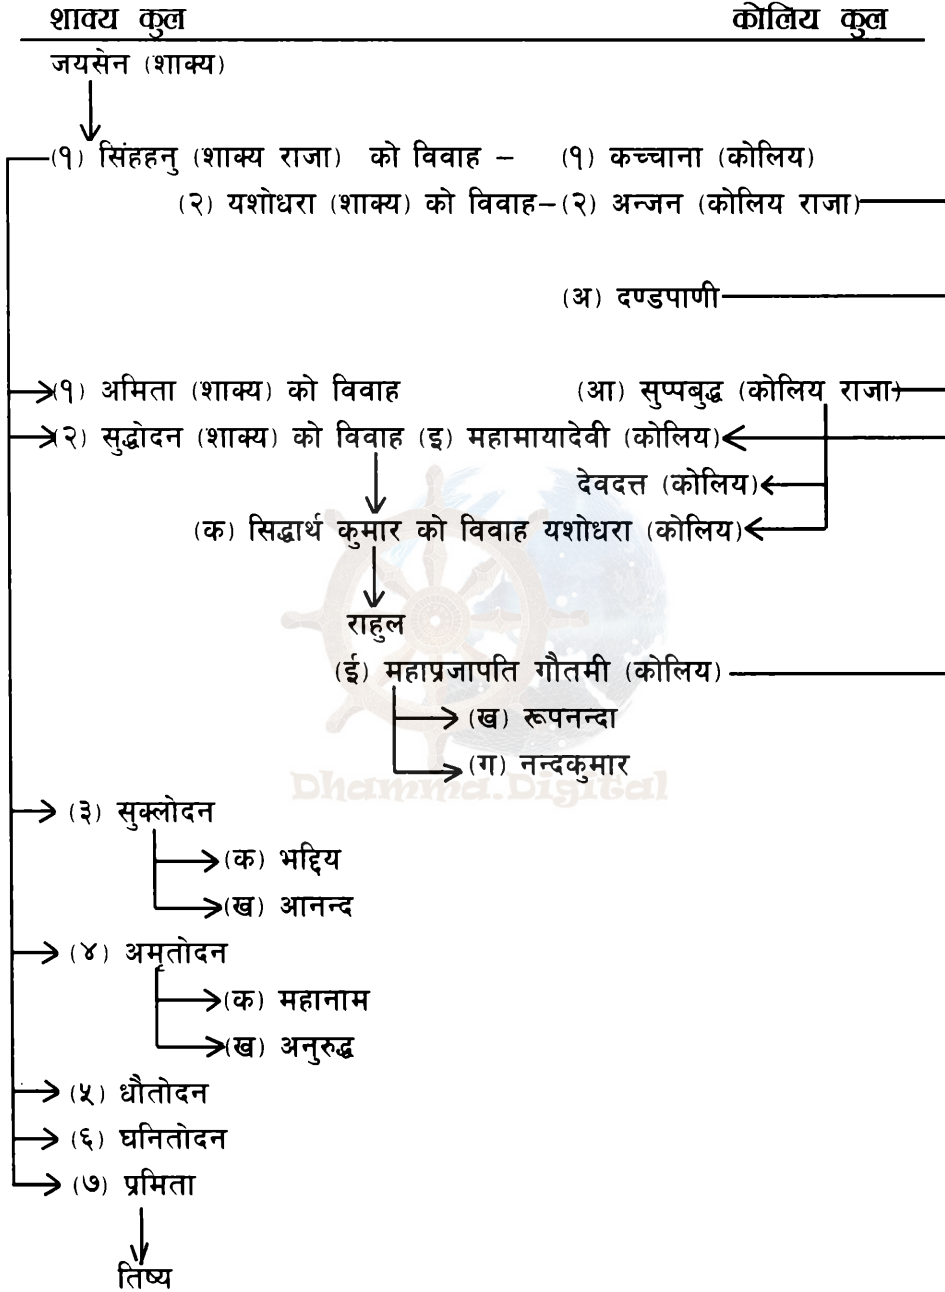 शाक्य कुल कोलिय कुल
जयसेन (शाक्य)
(१) सिंहहनु (शाक्य राजा) को विवाह – (१) कच्चाना (कोलिय)
(२) यशोधरा (शाक्य) को विवाह–(२) अन्जन (कोलिय राजा)
(अ) दण्डपाणी
(१) अमिता (शाक्य) को विवाह (आ) सुप्पबुद्ध (कोलिय राजा)
(२) सुद्धोदन (शाक्य) को विवाह (इ) महामायादेवी (कोलिय)
देवदत्त (कोलिय)
(क) सिद्धार्थ कुमार को विवाह यशोधरा (कोलिय)
राहुल
(ई) महाप्रजापति गौतमी (कोलिय)
(ख) रूपनन्दा
(ग) नन्दकुमार
Dhamma.Digital
(३) सुक्लोदन
(क) भद्दिय
(ख) आनन्द
(४) अमृतोदन
(क) महानाम
(ख) अनुरुद्ध
(५) धौतोदन
(६) घनितोदन
(७) प्रमिता
तिष्य